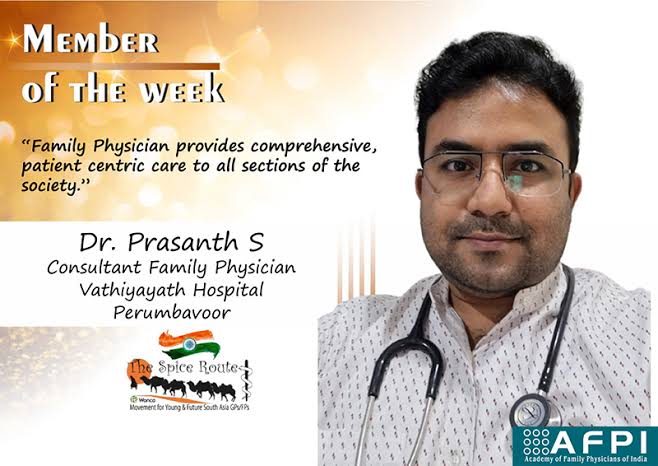 Member
of the week
“Family Physician provides comprehensive,
patient centric care to all sections of the
society.”
Dr. Prasanth S
Consultant Family Physician
Vathiyayath Hospital
Perumbavoor
The Spice Route
Wonca
Movement for Young & Future South Asia GPs/FPs
AFPI
Academy of Family Physicians of India